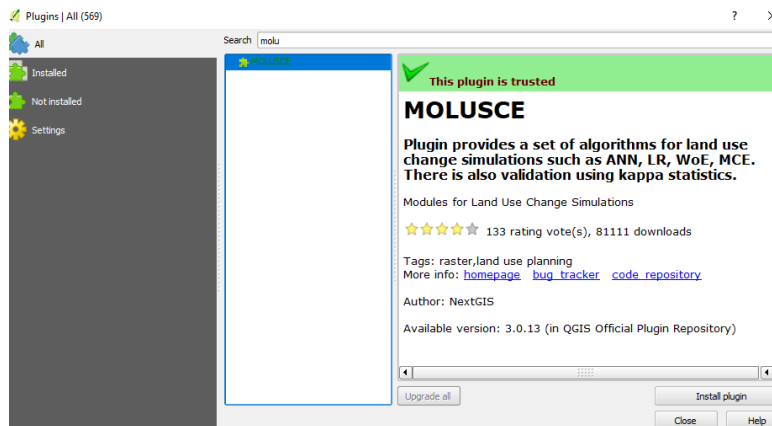 Plugins | All (569)
?
All
Installed
Not installed
Settings
Search molu
MOLUSCE
This plugin is trusted
MOLUSCE
Plugin provides a set of algorithms for land use
change simulations such as ANN, LR, WoE, MCE.
There is also validation using kappa statistics.
Modules for Land Use Change Simulations
133 rating vote(s), 81111 downloads
Tags: raster,land use planning
More info: homepage bug tracker code repository
Author: NextGIS
Available version: 3.0.13 (in QGIS Official Plugin Repository)
Upgrade all
Install plugin
Close
Help